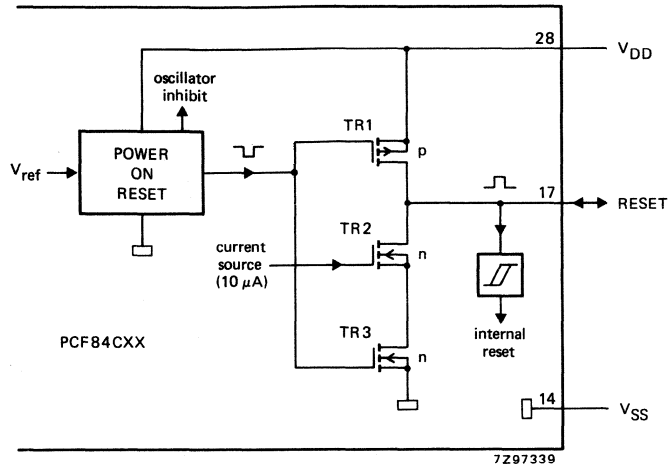 28
V_DD
oscillator
inhibit
TR1
p
POWER
ON
RESET
V_ref
17
RESET
TR2
n
current
source
(10 μA)
internal
reset
TR3
n
PCF84CXX
14
V_SS
7Z97339